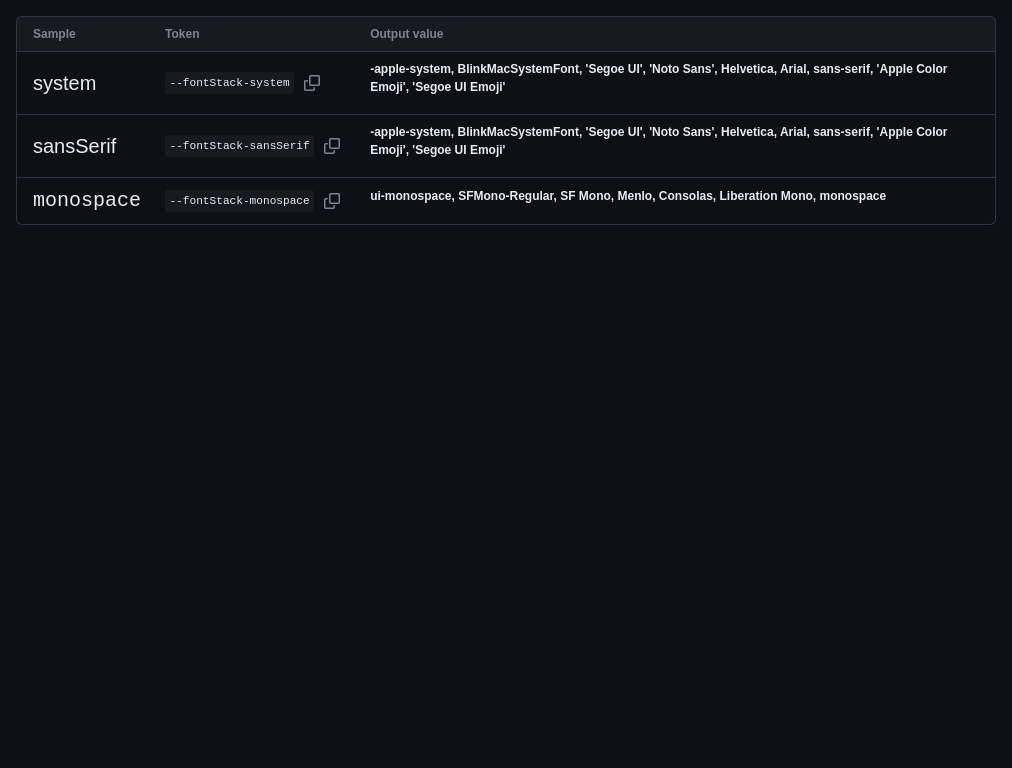 Sample Token Output value
system --fontStack-system -apple-system, BlinkMacSystemFont, 'Segoe UI', 'Noto Sans', Helvetica, Arial, sans-serif, 'Apple Color
Emoji', 'Segoe UI Emoji'
sansSerif --fontStack-sansSerif -apple-system, BlinkMacSystemFont, 'Segoe UI', 'Noto Sans', Helvetica, Arial, sans-serif, 'Apple Color
Emoji', 'Segoe UI Emoji'
monospace --fontStack-monospace ui-monospace, SFMono-Regular, SF Mono, Menlo, Consolas, Liberation Mono, monospace